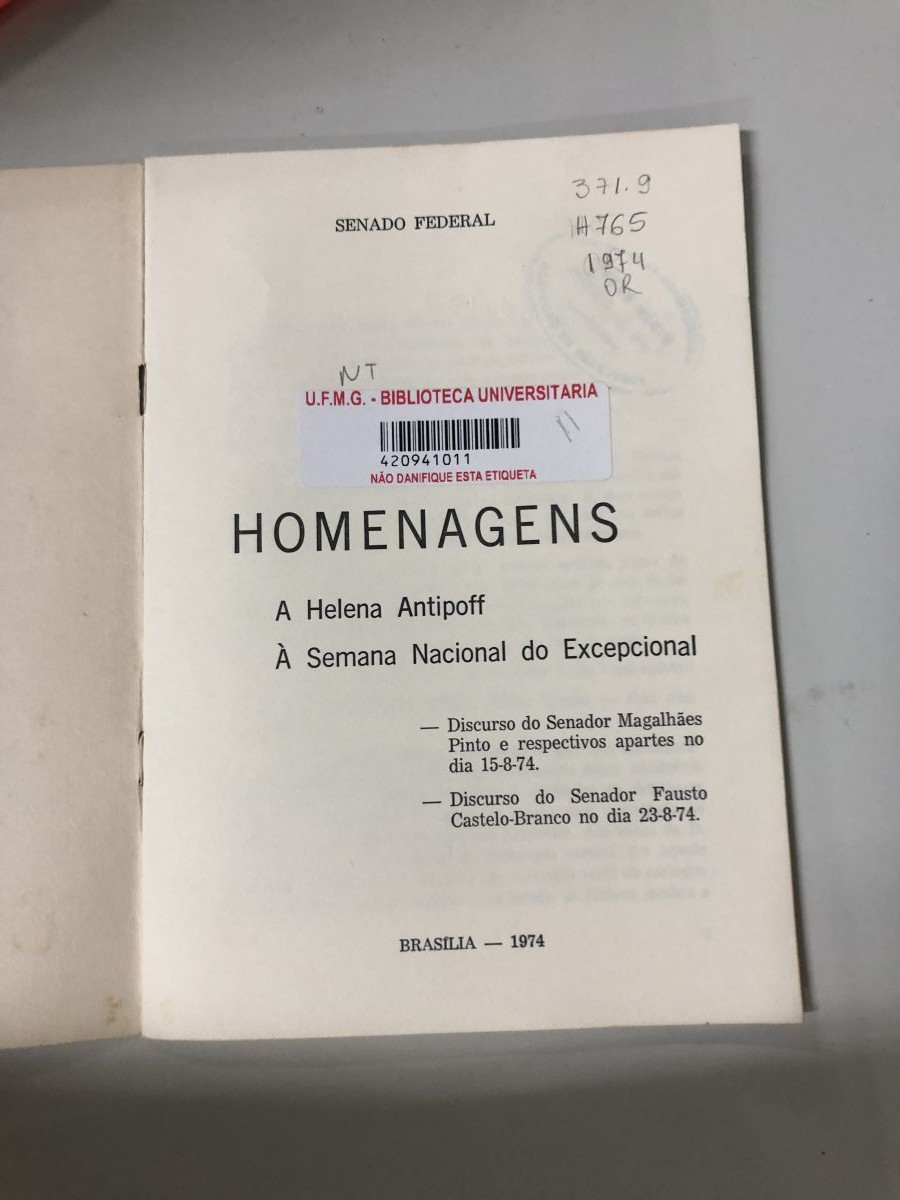 SENADO FEDERAL
371.9
H765
1974
OR
NT
U.F.M.G. - BIBLIOTECA UNIVERSITARIA
420941011
NÃO DANIFIQUE ESTA ETIQUETA
HOMENAGENS
A Helena Antipoff
À Semana Nacional do Excepcional
— Discurso do Senador Magalhães
Pinto e respectivos apartes no
dia 15-8-74.
— Discurso do Senador Fausto
Castelo-Branco no dia 23-8-74.
BRASÍLIA — 1974